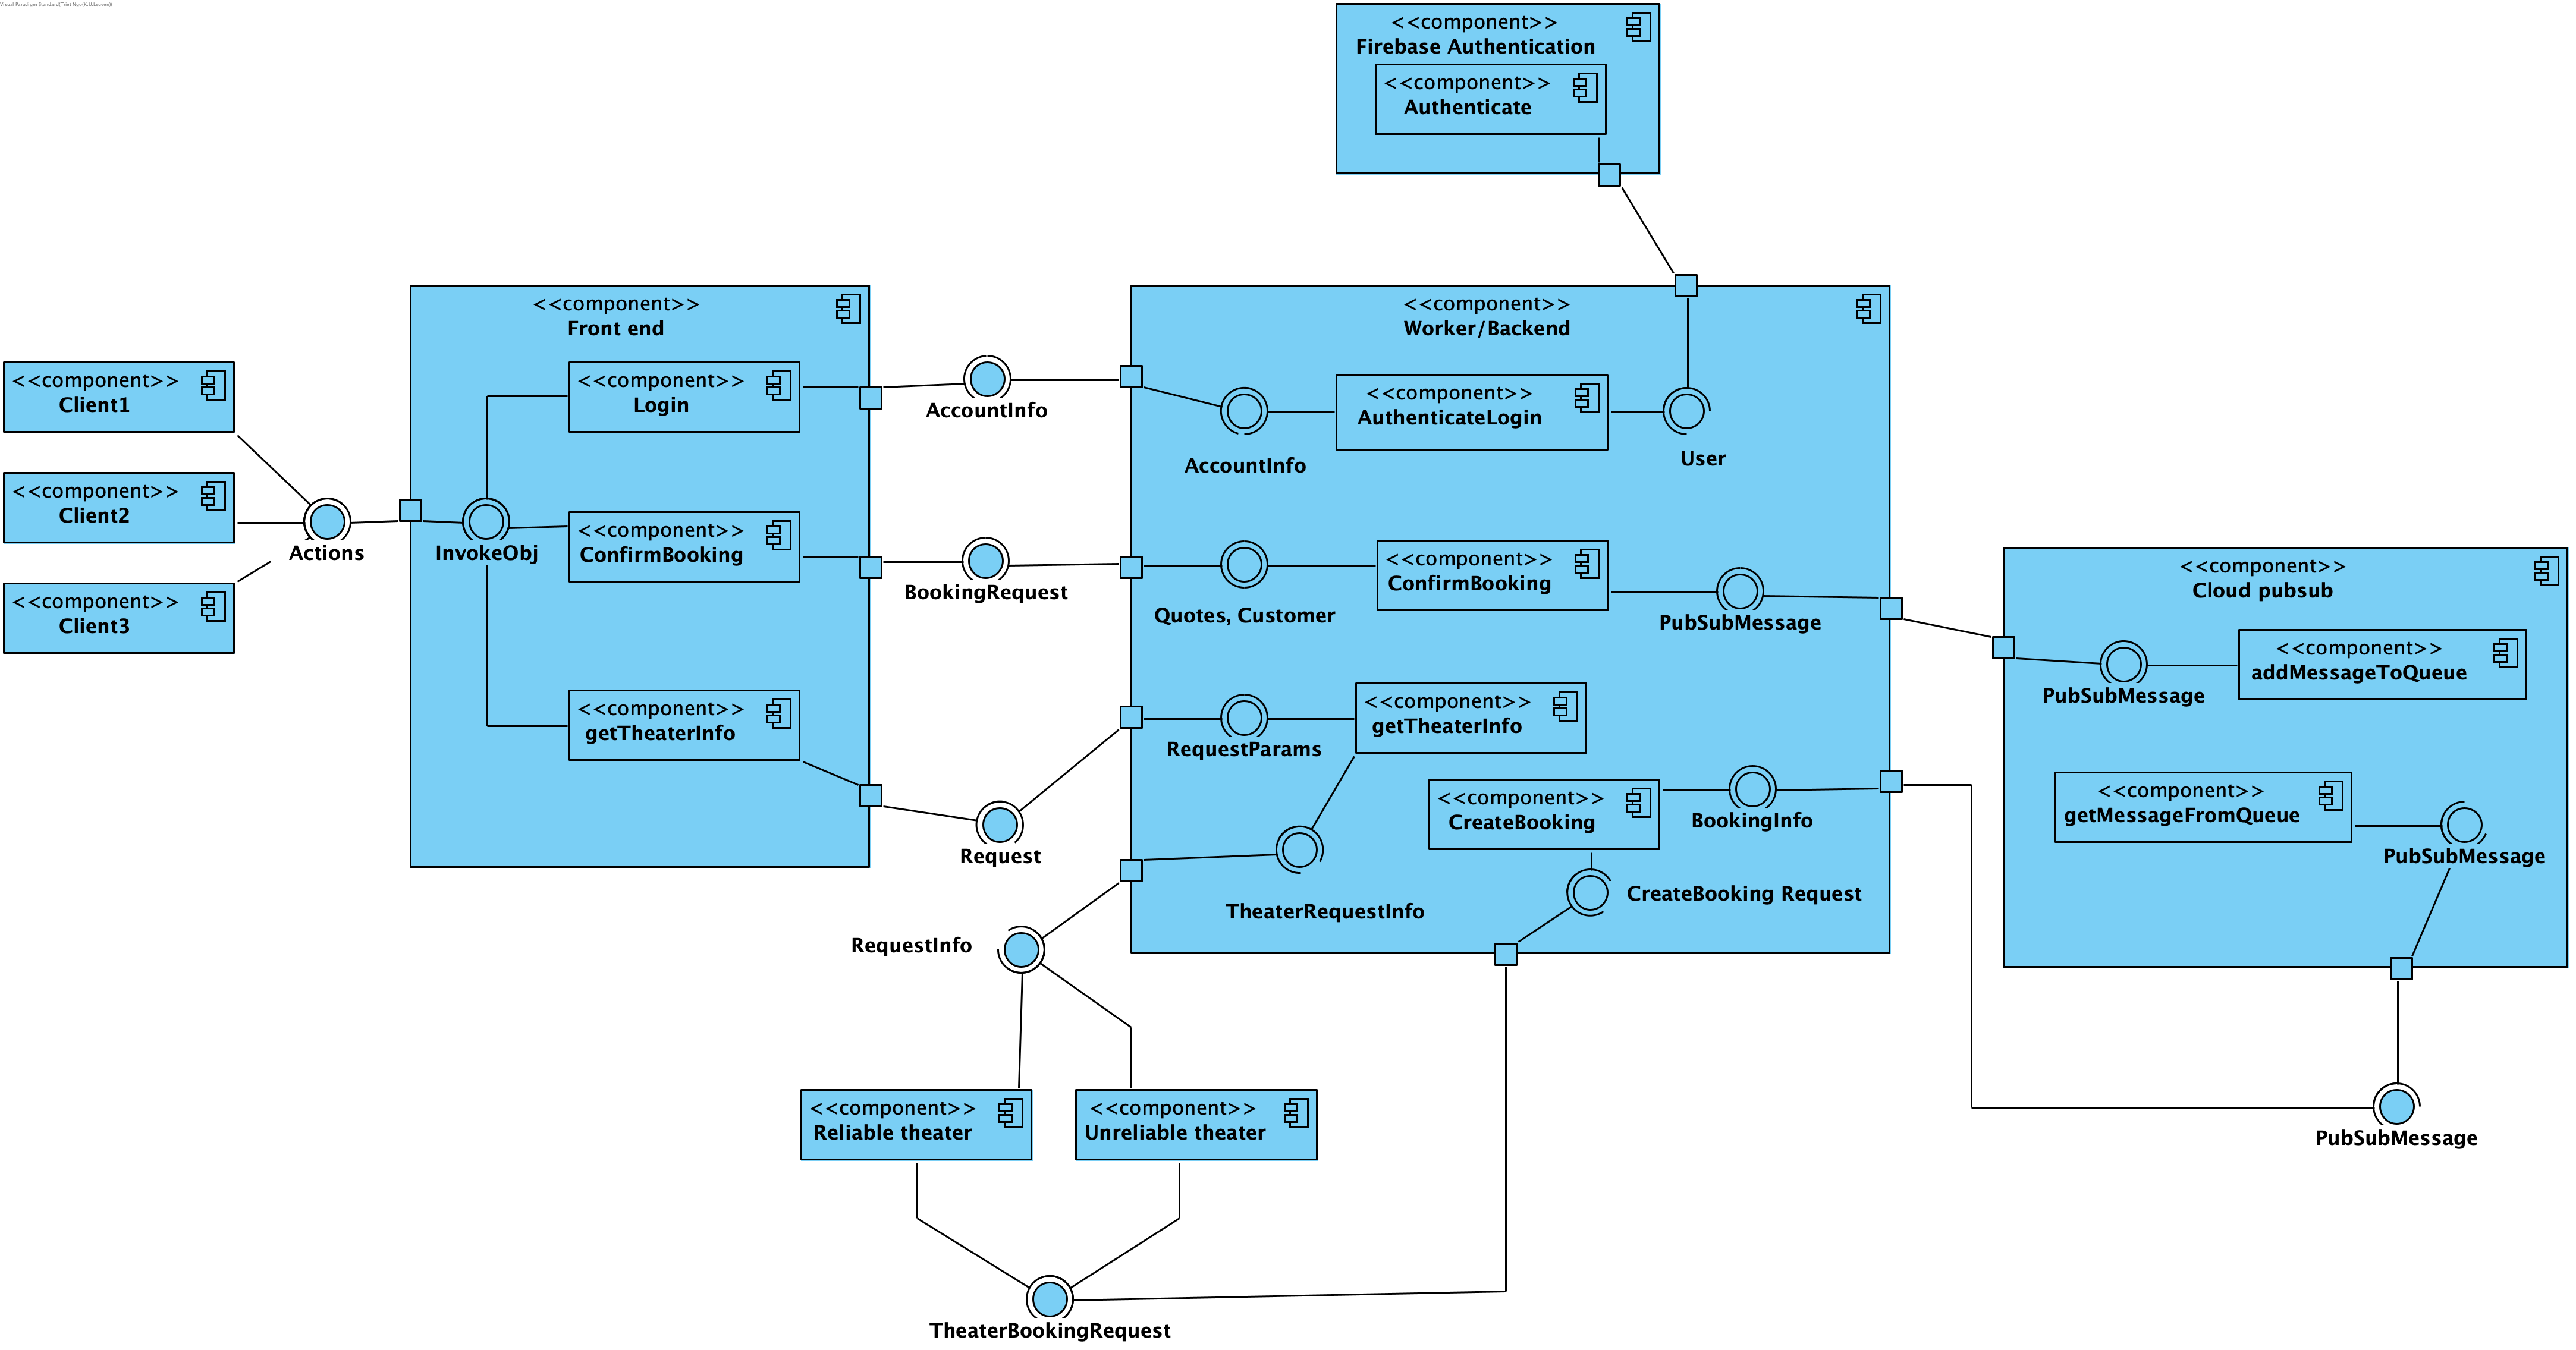 Visual Paradigm Standard(Triet Ngo(K.U.Leuven))
<<component>>
Firebase Authentication
<<component>>
Authenticate
<<component>>
Front end
<<component>>
Worker/Backend
<<component>>
Client1
<<component>>
Login
AccountInfo
<<component>>
AuthenticateLogin
AccountInfo
User
<<component>>
Client2
Actions
InvokeObj
<<component>>
ConfirmBooking
BookingRequest
<<component>>
ConfirmBooking
Quotes, Customer
PubSubMessage
<<component>>
Client3
<<component>>
Cloud pubsub
<<component>>
addMessageToQueue
PubSubMessage
<<component>>
getTheaterInfo
RequestParams
<<component>>
getTheaterInfo
<<component>>
CreateBooking
BookingInfo
<<component>>
getMessageFromQueue
PubSubMessage
Request
CreateBooking Request
TheaterRequestInfo
RequestInfo
<<component>>
Reliable theater
<<component>>
Unreliable theater
PubSubMessage
TheaterBookingRequest